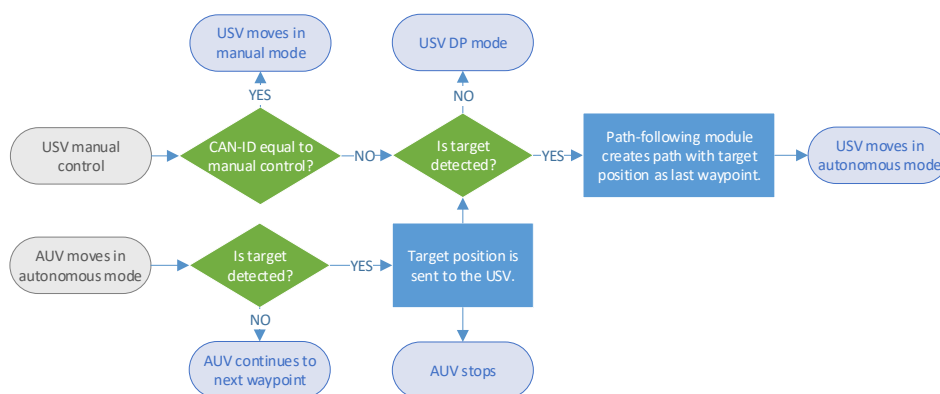 USV moves in
manual mode
USV DP mode
YES
NO
USV manual
control
CAN-ID equal to
manual control?
NO
Is target
detected?
YES
Path-following module
creates path with target
position as last waypoint.
USV moves in
autonomous mode
AUV moves in
autonomous mode
Is target
detected?
YES
Target position is
sent to the USV.
NO
AUV continues to
next waypoint
AUV stops